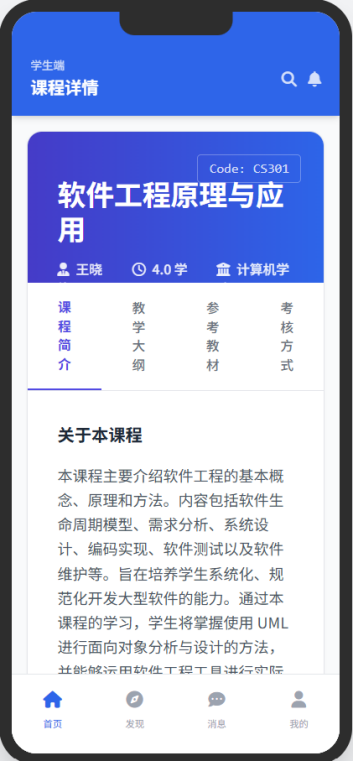 学生端
课程详情
Code: CS301
软件工程原理与应
用
王晓
4.0 学
计算机学
课程简介
教学大纲
参考教材
考核方式
关于本课程
本课程主要介绍软件工程的基本概
念、原理和方法。内容包括软件生
命周期模型、需求分析、系统设
计、编码实现、软件测试以及软件
维护等。旨在培养学生系统化、规
范化开发大型软件的能力。通过本
课程的学习，学生将掌握使用 UML
进行面向对象分析与设计的方法，
并能够运用软件工程工具进行实际
首页
发现
消息
我的